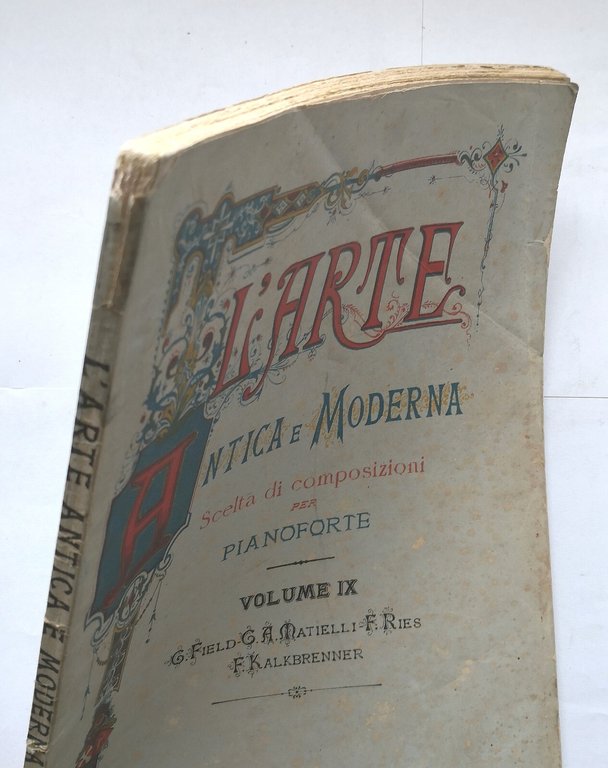 L'ARTE
ANTICA E MODERNA
Scelta di composizioni
PER
PIANOFORTE
VOLUME IX
G. FIELD-G. A. MATIELLI-F. RIES
F. KALKBRENNER
L'ARTE ANTICA E MODERNA